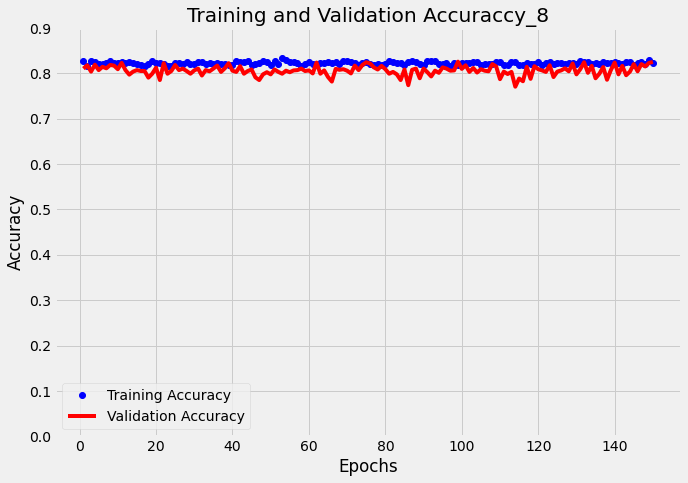 Training and Validation Accuraccy_8
0.9
0.8
0.7
0.6
0.5
0.4
0.3
0.2
0.1
0.0
Accuracy
Training Accuracy
Validation Accuracy
0 20 40 60 80 100 120 140
Epochs